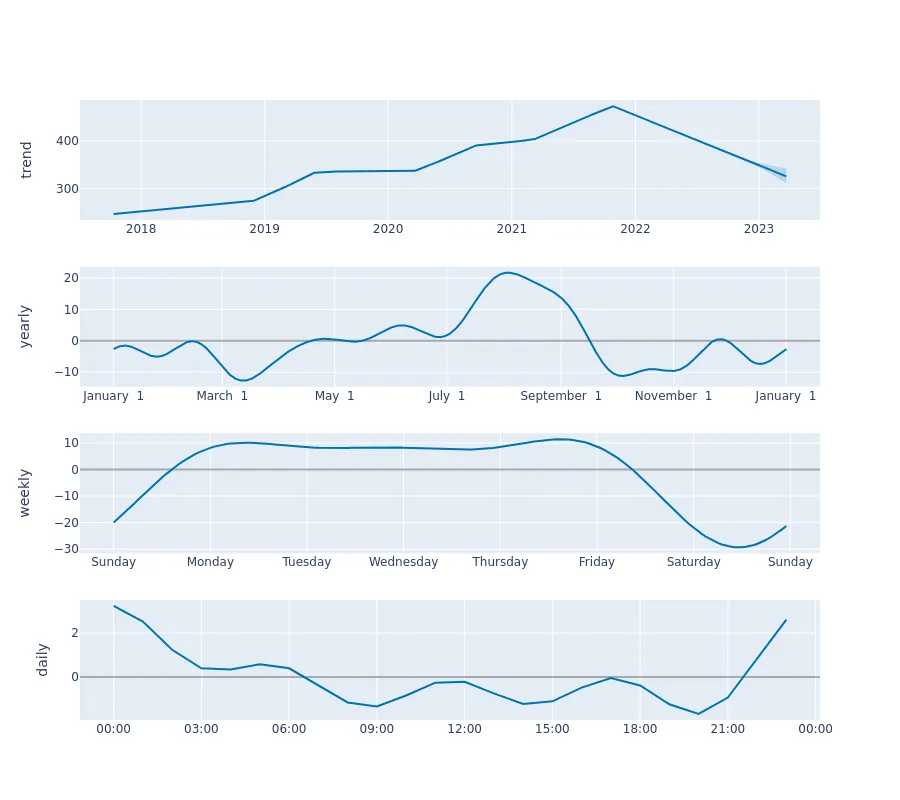 trend
400
300
2018 2019 2020 2021 2022 2023
yearly
20
10
0
−10
January 1 March 1 May 1 July 1 September 1 November 1 January 1
weekly
10
0
−10
−20
−30
Sunday Monday Tuesday Wednesday Thursday Friday Saturday Sunday
daily
2
0
00:00 03:00 06:00 09:00 12:00 15:00 18:00 21:00 00:00